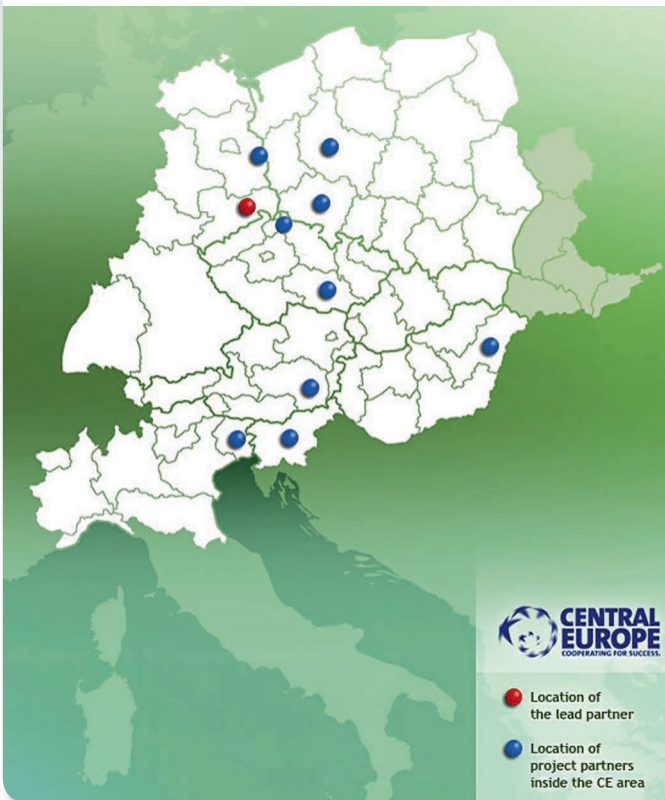 CENTRAL
EUROPE
COOPERATING FOR SUCCESS.
Location of
the lead partner
Location of
project partners
inside the CE area